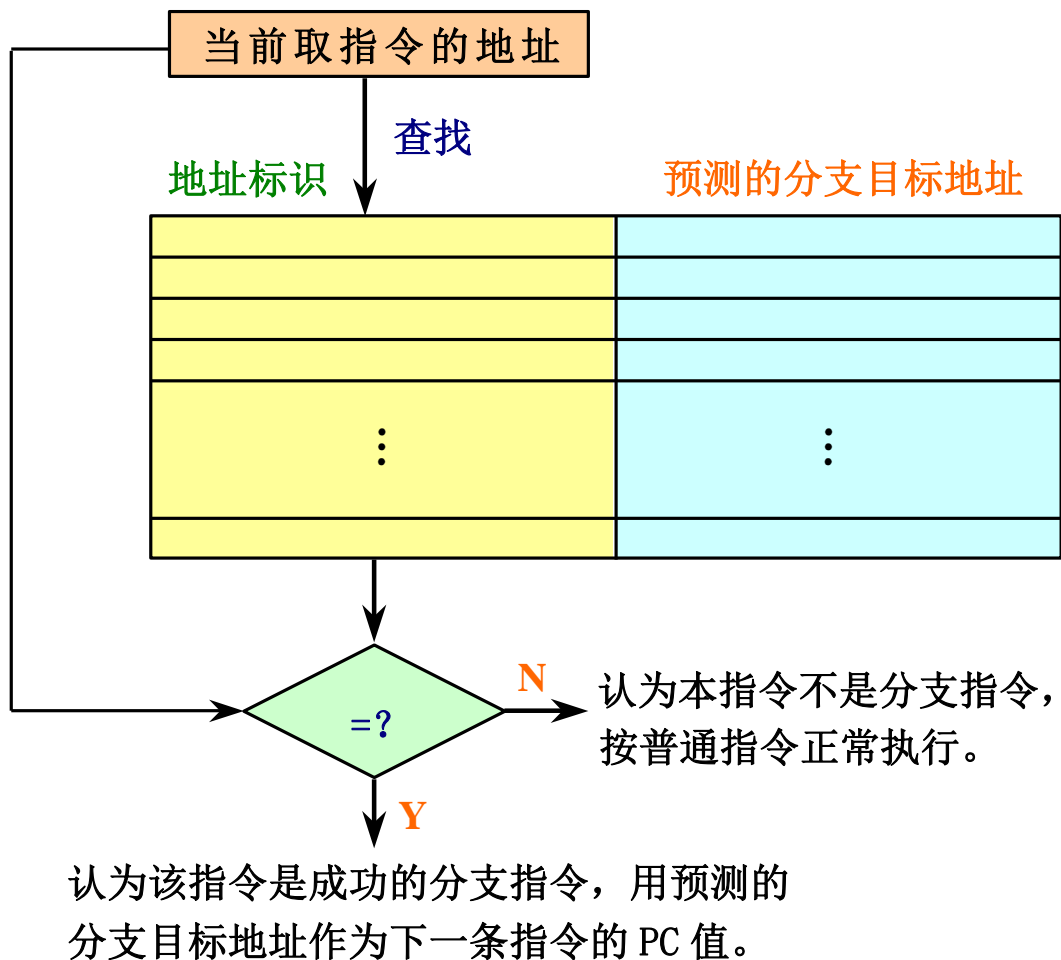 当前取指令的地址
查找
地址标识
预测的分支目标地址
=?
N
认为本指令不是分支指令，
按普通指令正常执行。
Y
认为该指令是成功的分支指令，用预测的
分支目标地址作为下一条指令的 PC 值。